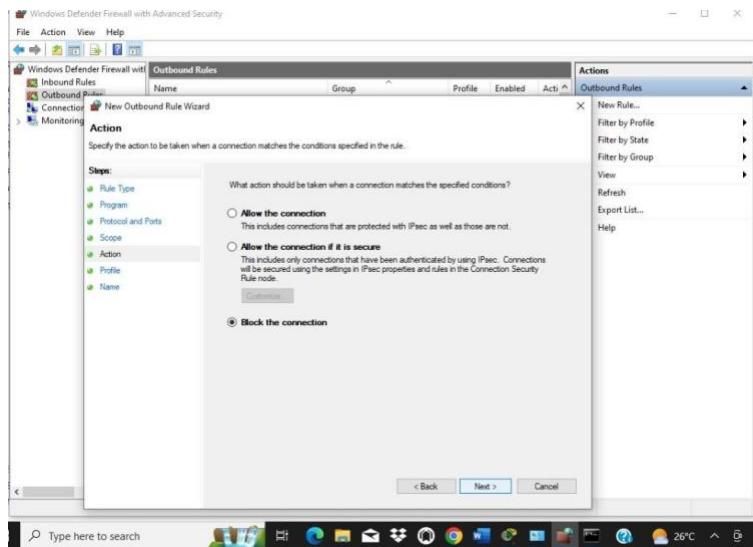 Windows Defender Firewall with Advanced Security
File Action View Help
Windows Defender Firewall witl
Inbound Rules
Outbound Rules
Connection
Monitoring
Outbound Rules
Name Group Profile Enabled Acti
Actions
Outbound Rules
New Rule...
Filter by Profile
Filter by State
Filter by Group
View
Refresh
Export List...
Help
New Outbound Rule Wizard
Action
Specify the action to be taken when a connection matches the conditions specified in the rule.
Steps:
Rule Type
Program
Protocol and Ports
Scope
Action
Profile
Name
What action should be taken when a connection matches the specified conditions?
Allow the connection
This includes connections that are protected with IPsec as well as those are not.
Allow the connection if it is secure
This includes only connections that have been authenticated by using IPsec. Connections
will be secured using the settings in IPsec properties and rules in the Connection Security
Rule node.
Customize...
Block the connection
< Back Next > Cancel
Type here to search
26°C